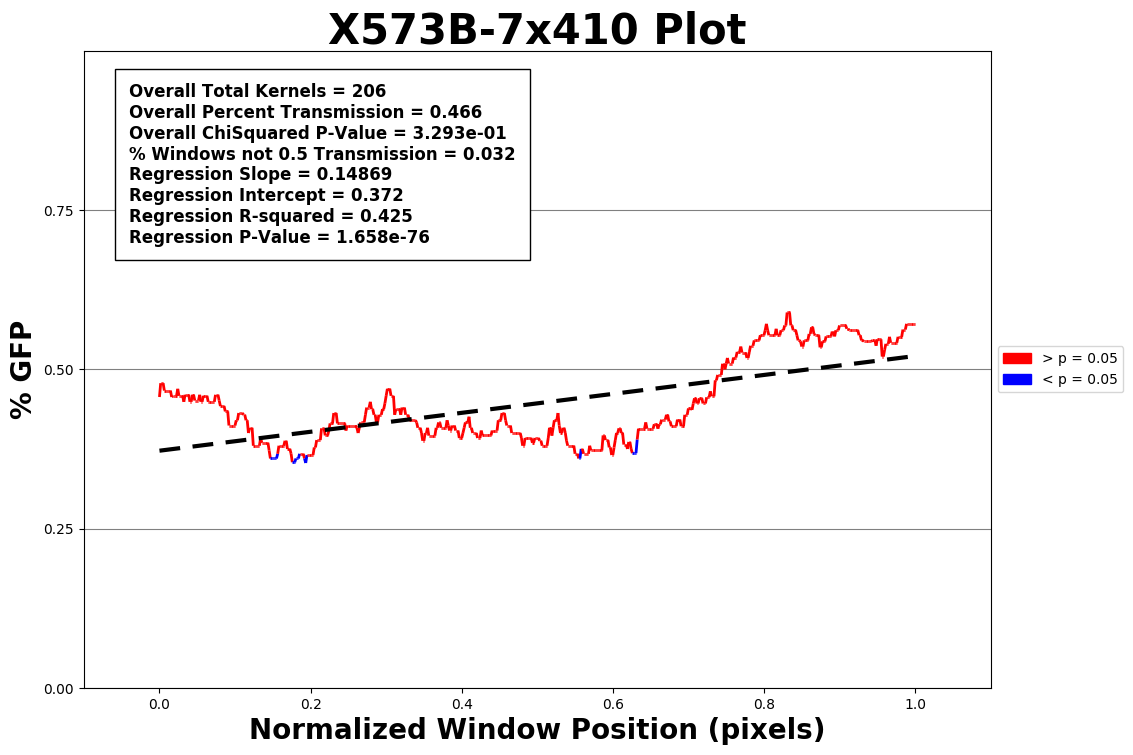 X573B-7x410 Plot
Overall Total Kernels = 206
Overall Percent Transmission = 0.466
Overall ChiSquared P-Value = 3.293e-01
% Windows not 0.5 Transmission = 0.032
Regression Slope = 0.14869
Regression Intercept = 0.372
Regression R-squared = 0.425
Regression P-Value = 1.658e-76
0.75
0.50
0.25
0.00
% GFP
> p = 0.05
< p = 0.05
0.0 0.2 0.4 0.6 0.8 1.0
Normalized Window Position (pixels)